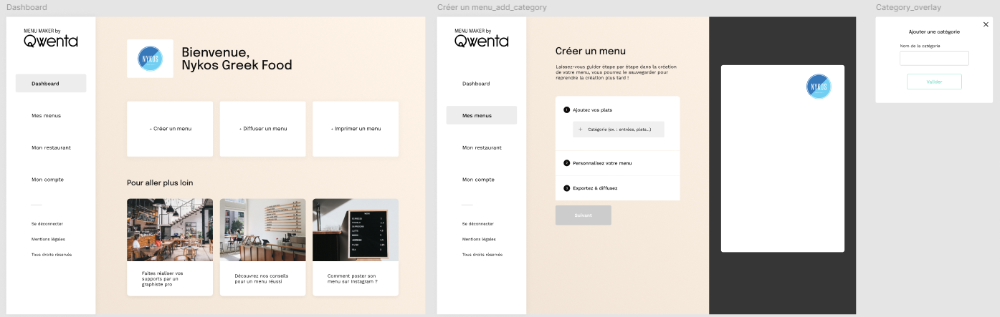 Dashboard
MENU MAKER by
Qwenta
Dashboard
Mes menus
Mon restaurant
Mon compte
Se déconnecter
Mentions légales
Tous droits réservés
NYKOS
Bienvenue,
Nykos Greek Food
+ Créer un menu
+ Diffuser un menu
+ Imprimer un menu
Pour aller plus loin
Faites réaliser vos
supports par un
graphiste pro
Découvrez nos conseils
pour un menu réussi
Comment poster son
menu sur Instagram ?
Créer un menu_add_category
MENU MAKER by
Qwenta
Dashboard
Mes menus
Mon restaurant
Mon compte
Se déconnecter
Mentions légales
Tous droits réservés
Créer un menu
Laissez-vous guider étape par étape dans la création
de votre menu, vous pourrez le sauvegarder pour
reprendre la création plus tard !
1 Ajoutez vos plats
+ Catégorie (ex. : entrées, plats...)
2 Personnalisez votre menu
3 Exportez & diffusez
Suivant
NYKOS
Category_overlay
Ajouter une catégorie
Nom de la catégorie
Valider